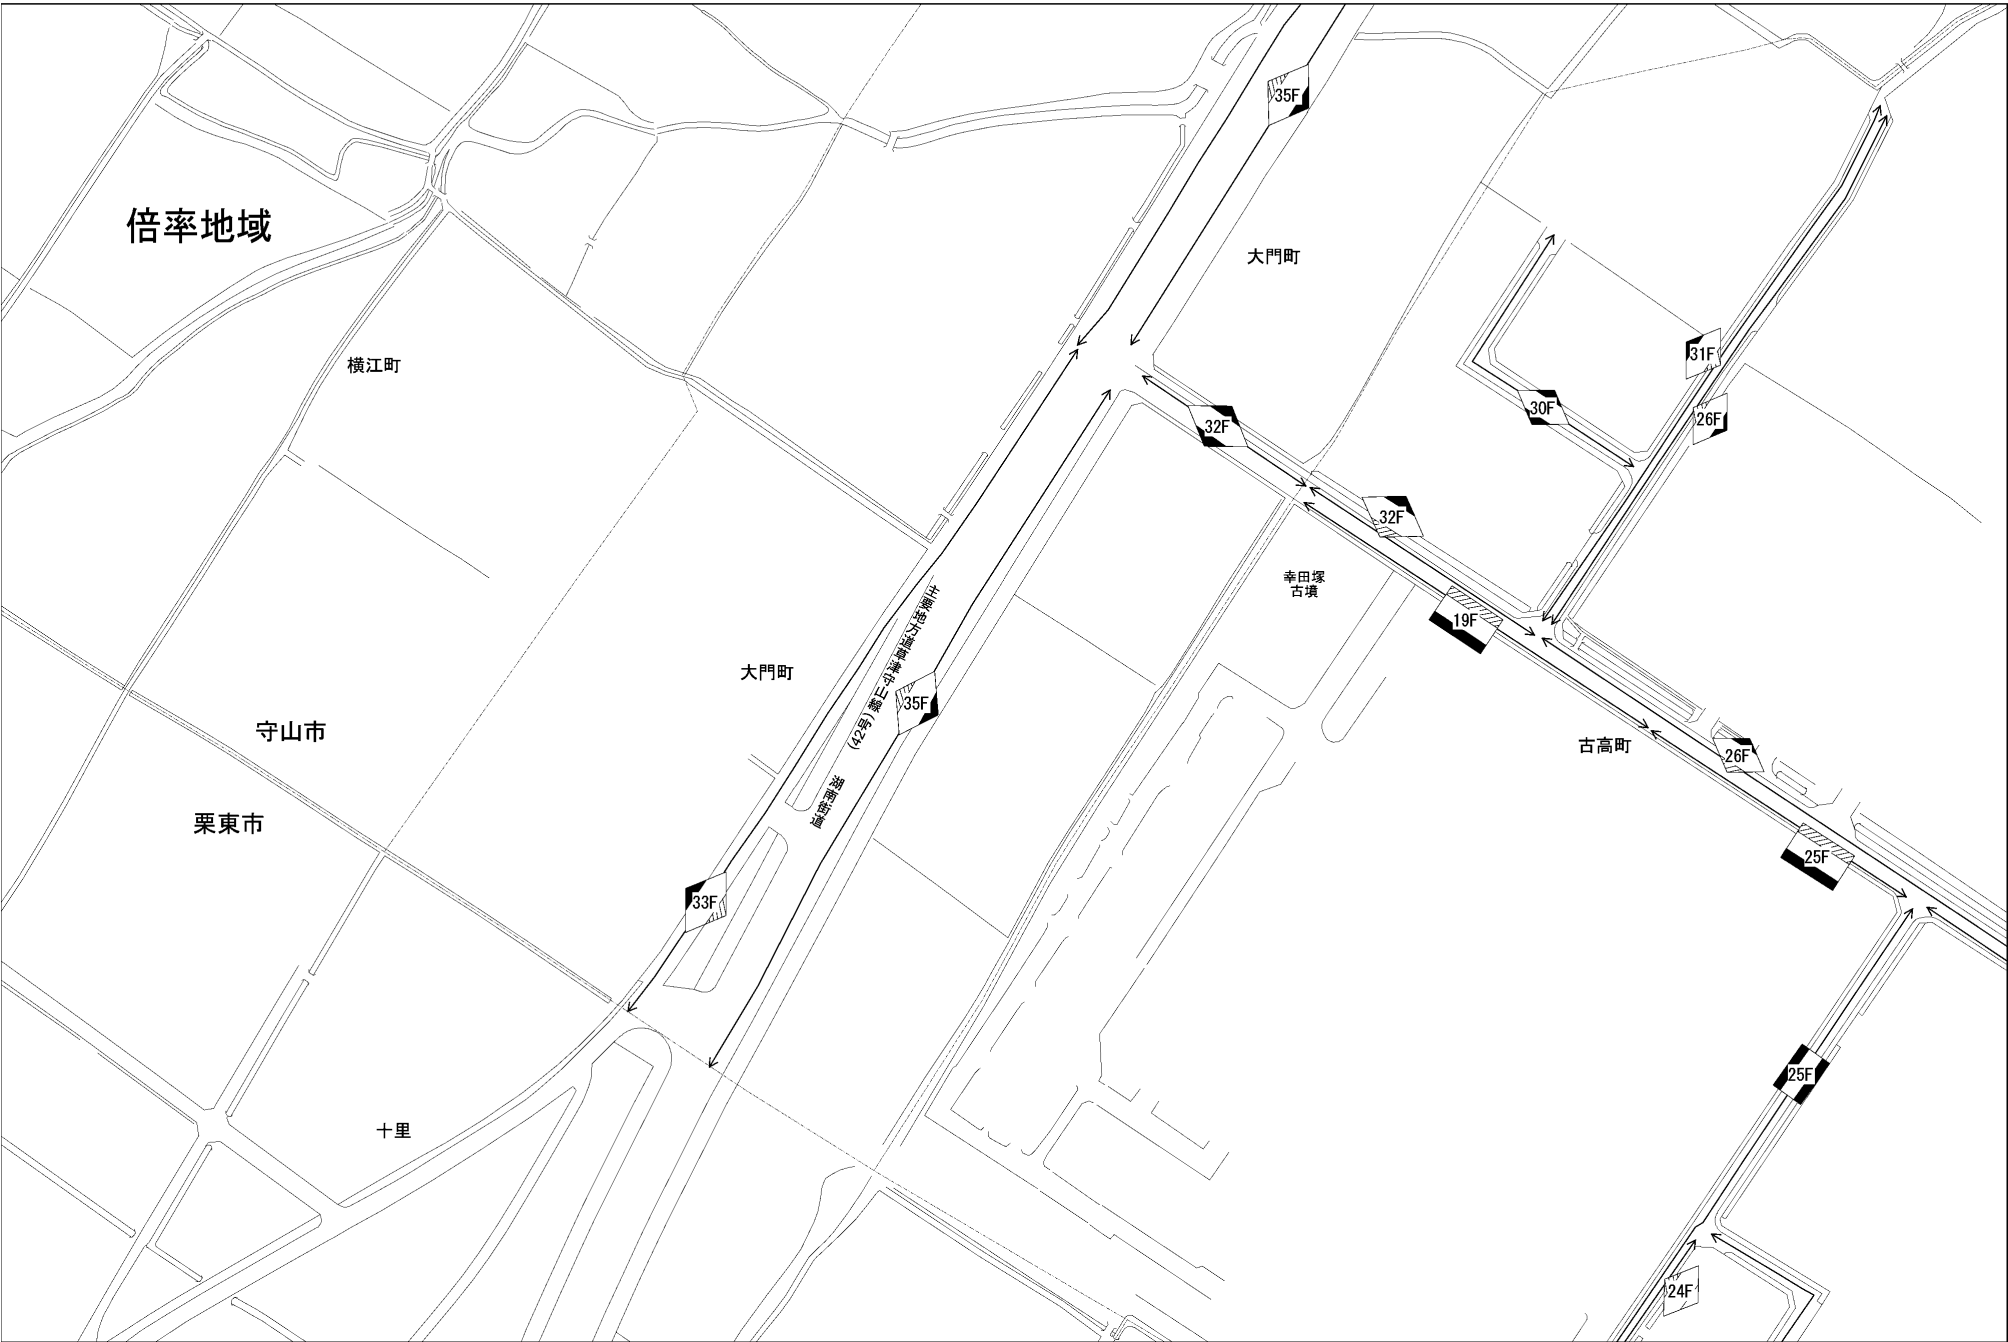 35F
倍率地域
大門町
31F
横江町
30F
26F
32F
32F
幸田塚
古境
19F
主要地方道草津守山線
(42号)
大門町
35F
守山市
古高町
26F
湖南街道
栗東市
25F
33F
25F
十里
24F